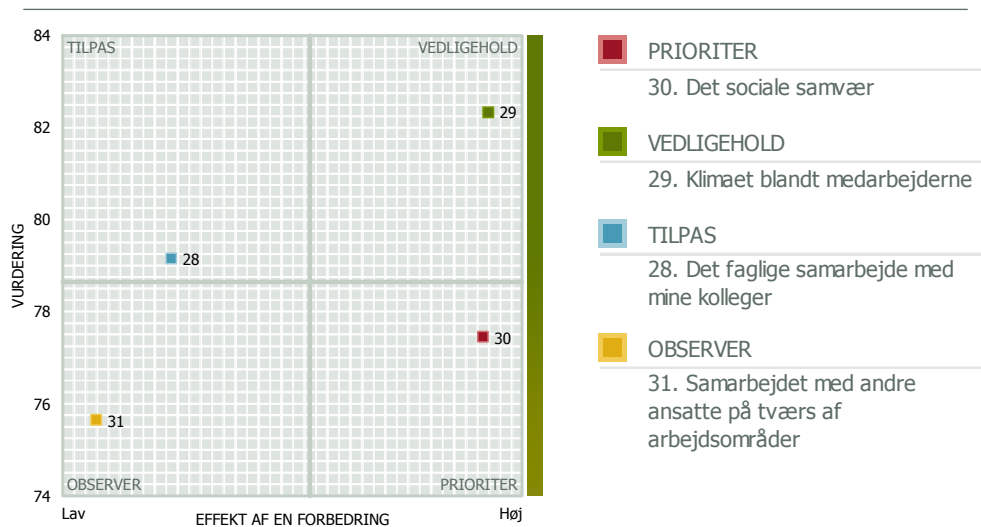 84
82
80
78
76
74
VURDERING
TILPAS
VEDLIGEHOLD
29
28
30
31
OBSERVER
PRIORITER
Lav
EFFEKT AF EN FORBEDRING
Høj
PRIORITER
30. Det sociale samvær
VEDLIGEHOLD
29. Klimaet blandt medarbejderne
TILPAS
28. Det faglige samarbejde med
mine kolleger
OBSERVER
31. Samarbejdet med andre
ansatte på tværs af
arbejdsområder